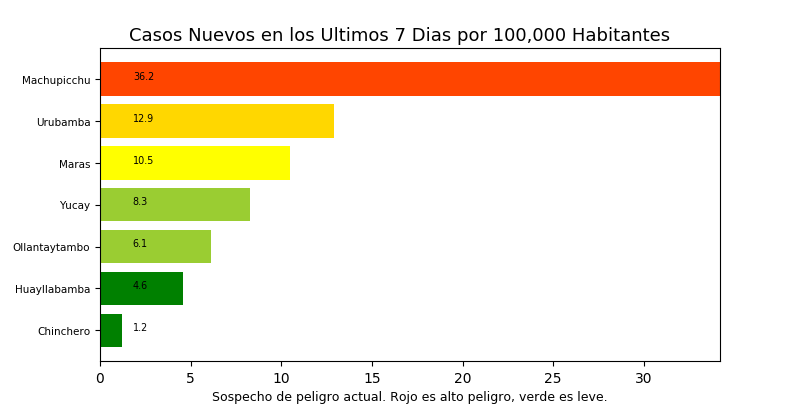 Casos Nuevos en los Ultimos 7 Dias por 100,000 Habitantes
Machupicchu 36.2
Urubamba 12.9
Maras 10.5
Yucay 8.3
Ollantaytambo 6.1
Huayllabamba 4.6
Chinchero 1.2
0 5 10 15 20 25 30
Sospecho de peligro actual. Rojo es alto peligro, verde es leve.